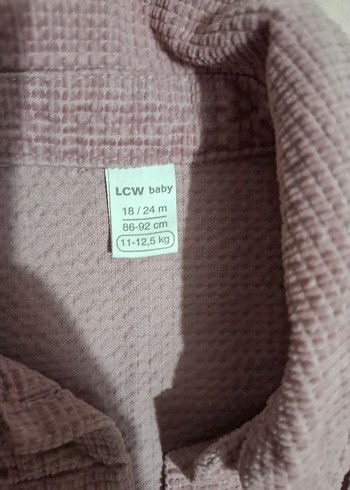 LCW baby
18 / 24 m
86-92 cm
11-12,5 kg